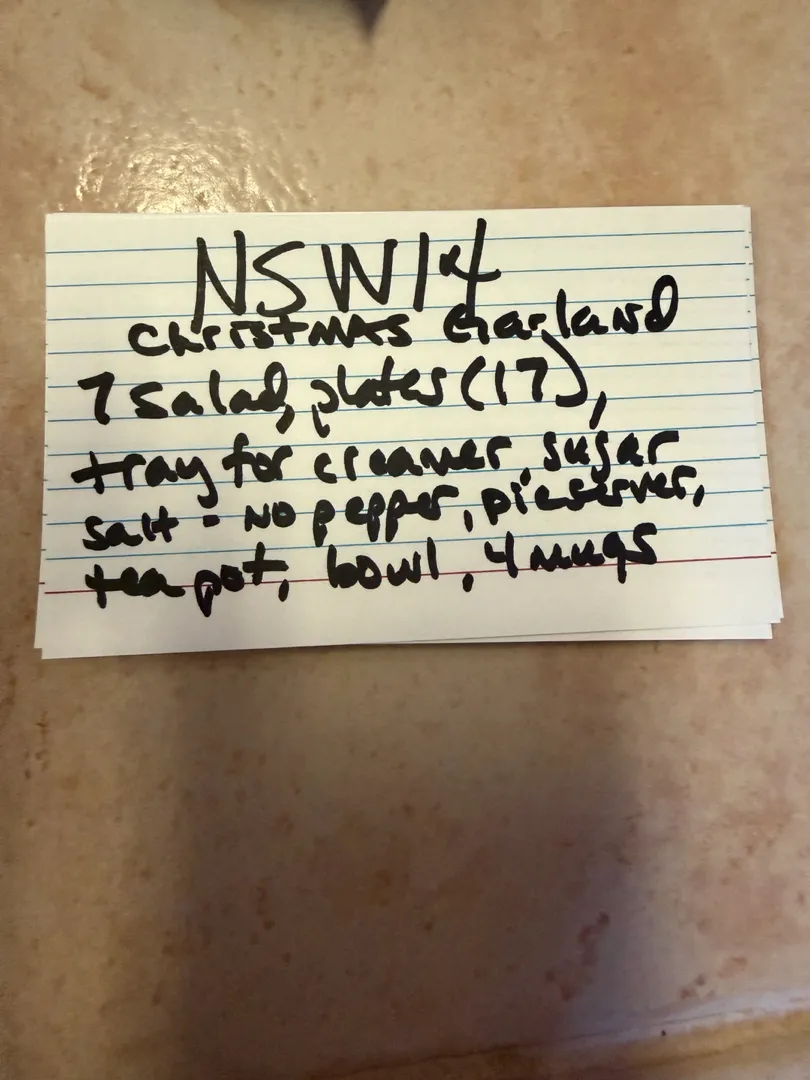 NSW14
Christmas Garland
7 salad, plates (17),
tray for creamer, sugar
salt - No pepper, pie server,
tea pot, bowl, 4 mugs